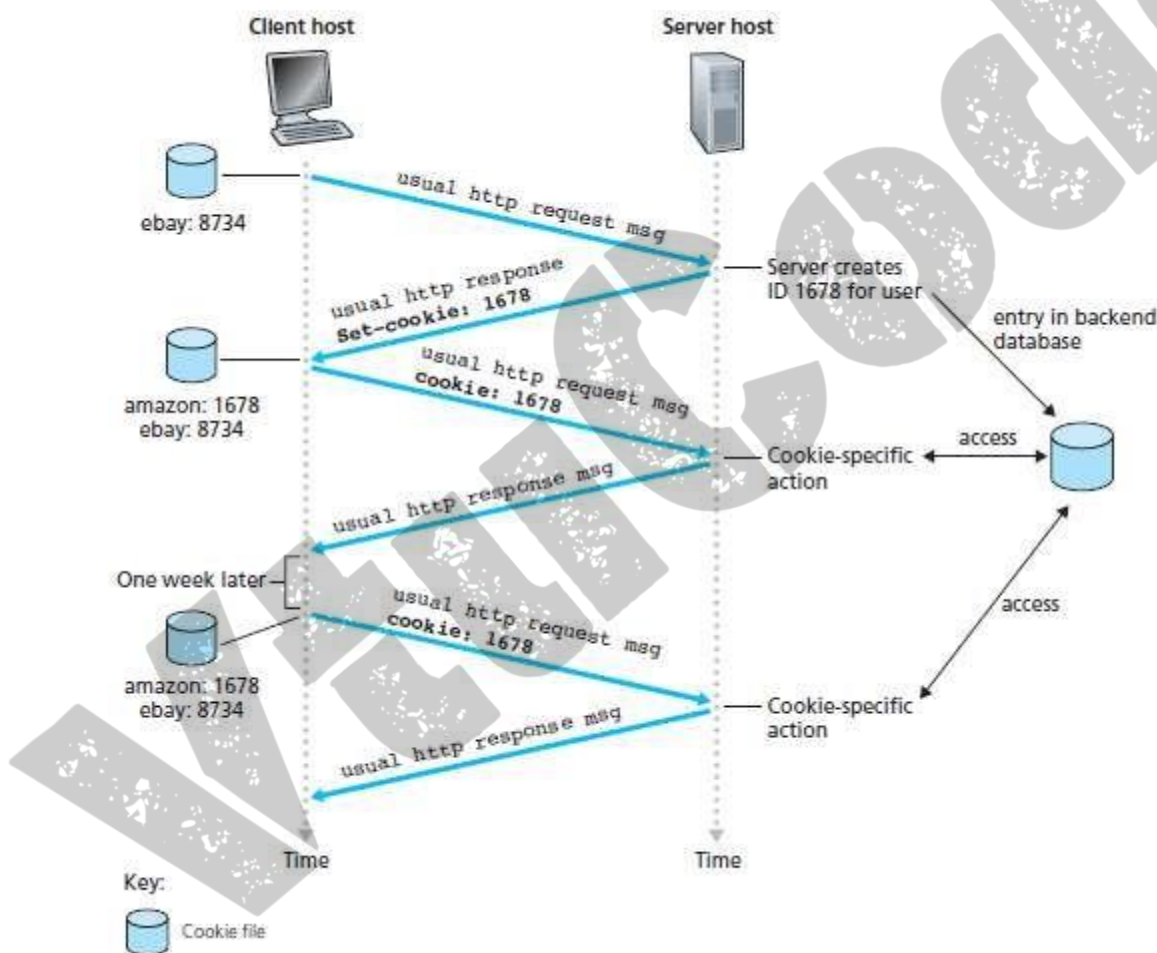 Client host
Server host
usual http request msg
ebay: 8734
Server creates
ID 1678 for user
usual http response
Set-cookie: 1678
entry in backend
database
usual http request msg
cookie: 1678
amazon: 1678
ebay: 8734
access
Cookie-specific
action
usual http response msg
One week later
usual http request msg
cookie: 1678
access
amazon: 1678
ebay: 8734
Cookie-specific
action
usual http response msg
Time
Time
Key:
Cookie file